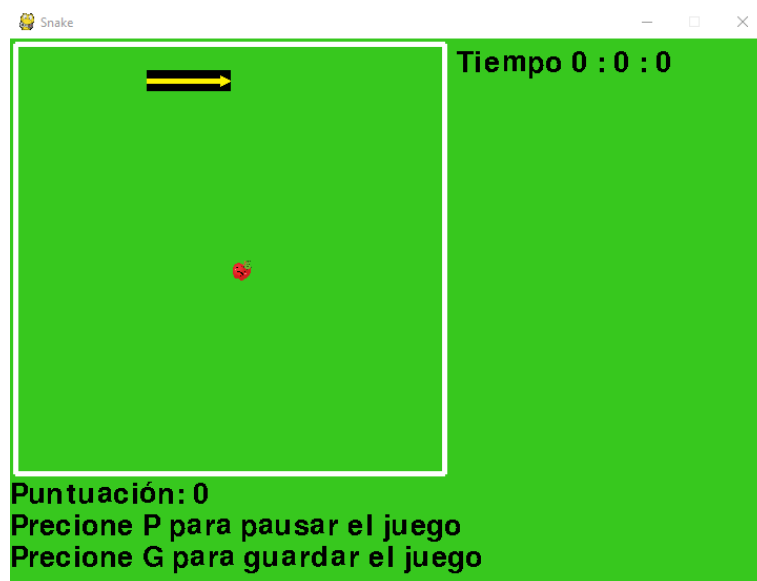 Snake
Tiempo 0 : 0 : 0
Puntuación: 0
Precione P para pausar el juego
Precione G para guardar el juego